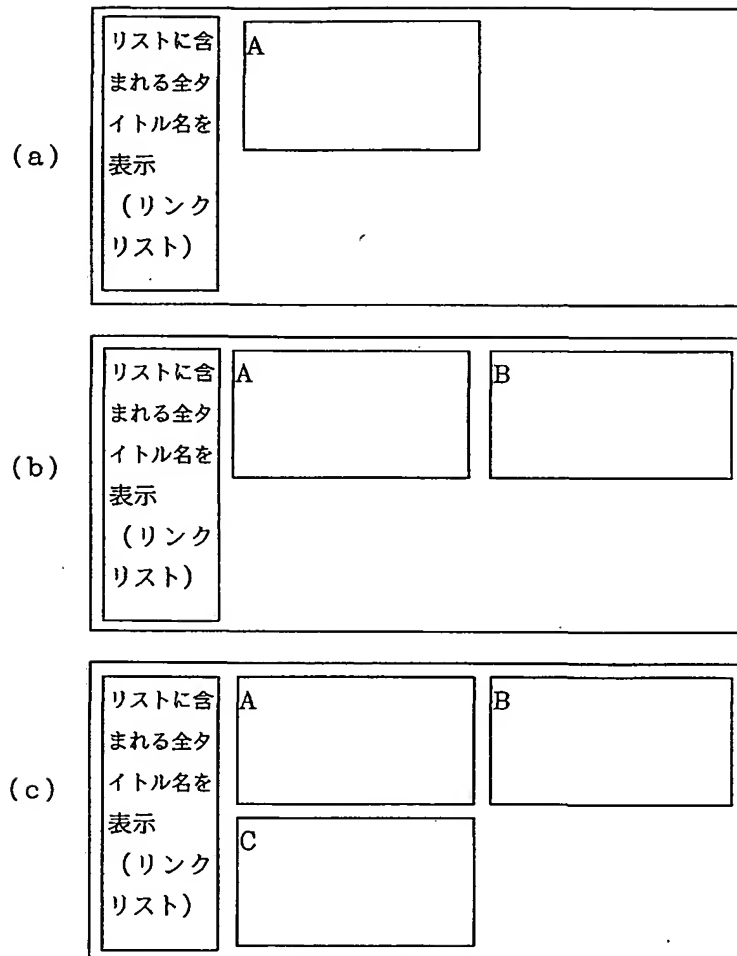 (a)
リストに含
まれる全タ
イトル名を
表示
(リンク
リスト)
A
(b)
リストに含
まれる全タ
イトル名を
表示
(リンク
リスト)
A
B
(c)
リストに含
まれる全タ
イトル名を
表示
(リンク
リスト)
A
B
C